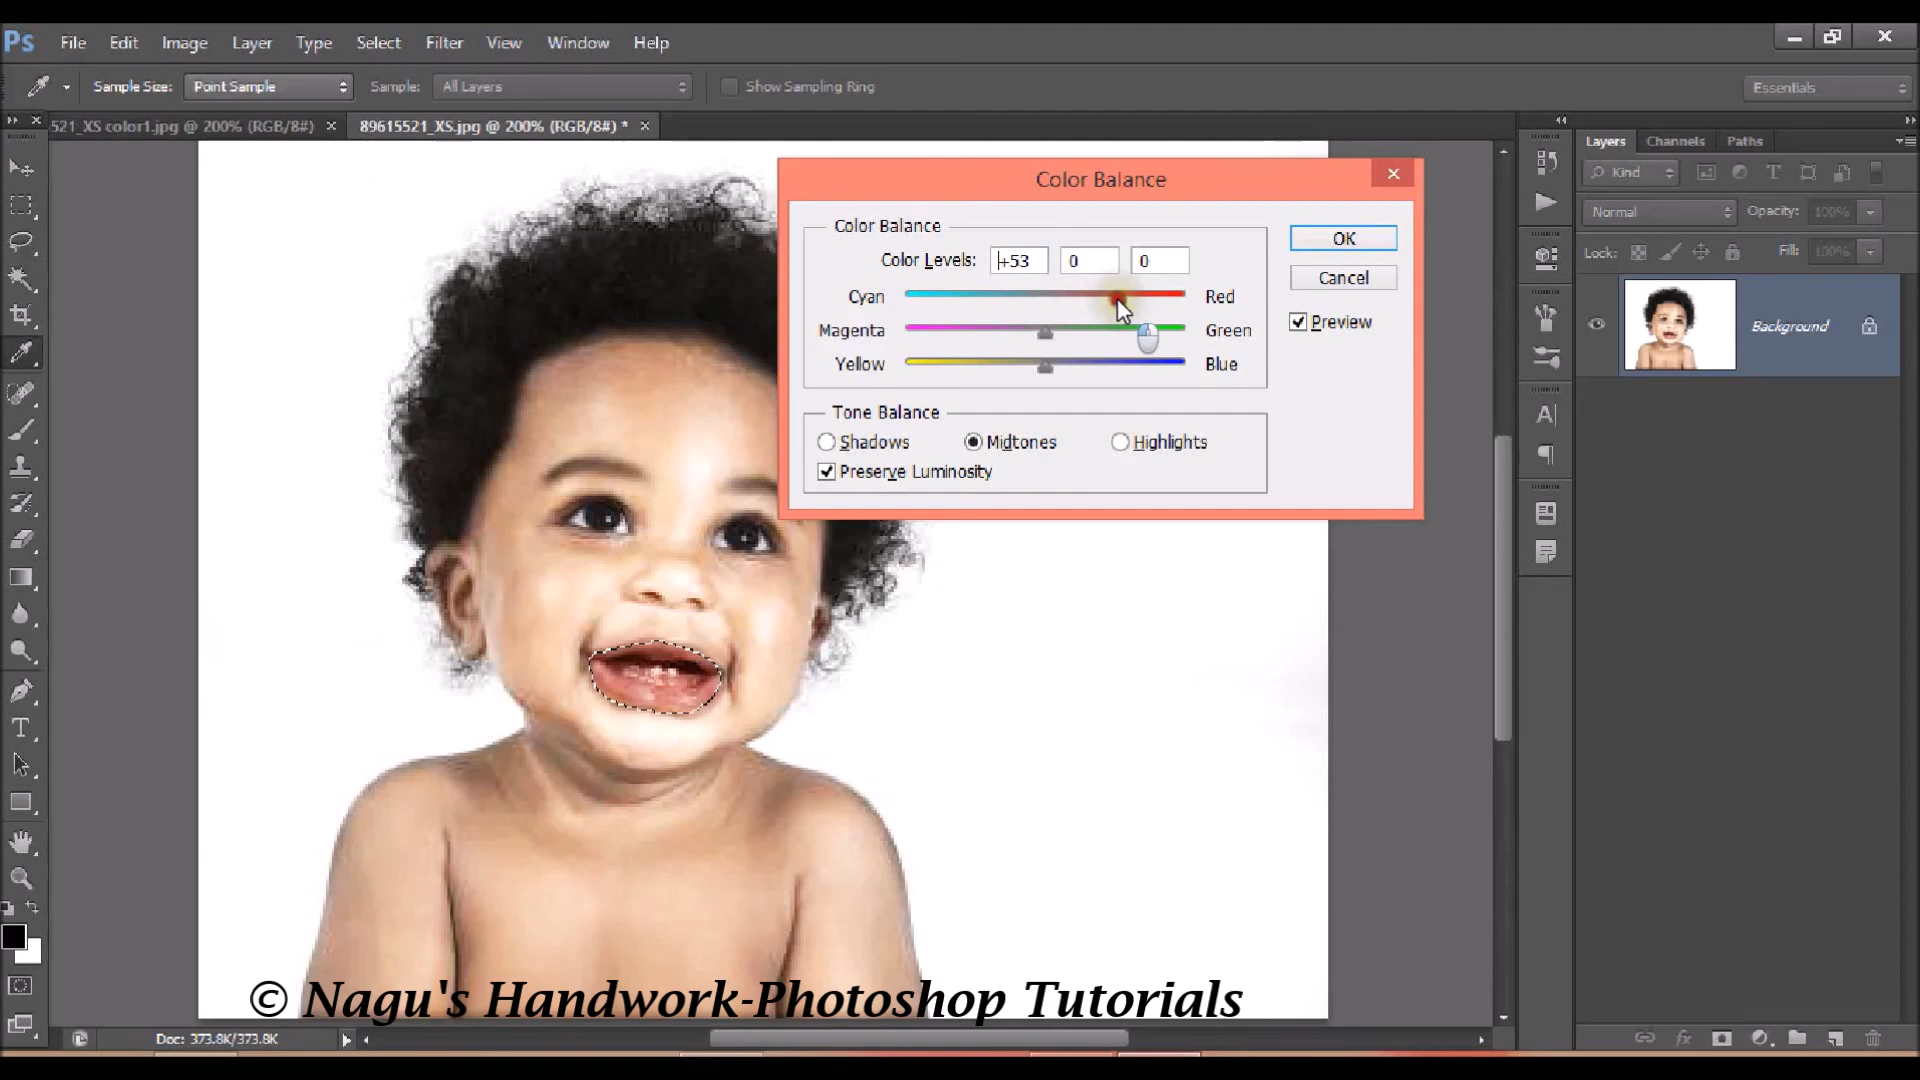 Ps File Edit Image Layer Type Select Filter View Window Help
Sample Size: Point Sample Sample: All Layers Show Sampling Ring Essentials
521_XS color1.jpg @ 200% (RGB/8#) × 89615521_XS.jpg @ 200% (RGB/8#) * ×
Layers Channels Paths
Kind
Normal Opacity: 100%
Lock: Fill: 100%
Background
Color Balance
Color Balance
Color Levels: +53 0 0
Cyan Red
Magenta Green
Yellow Blue
OK
Cancel
Preview
Tone Balance
Shadows Midtones Highlights
Preserve Luminosity
© Nagu's Handwork-Photoshop Tutorials
Doc: 373.8K/373.8K